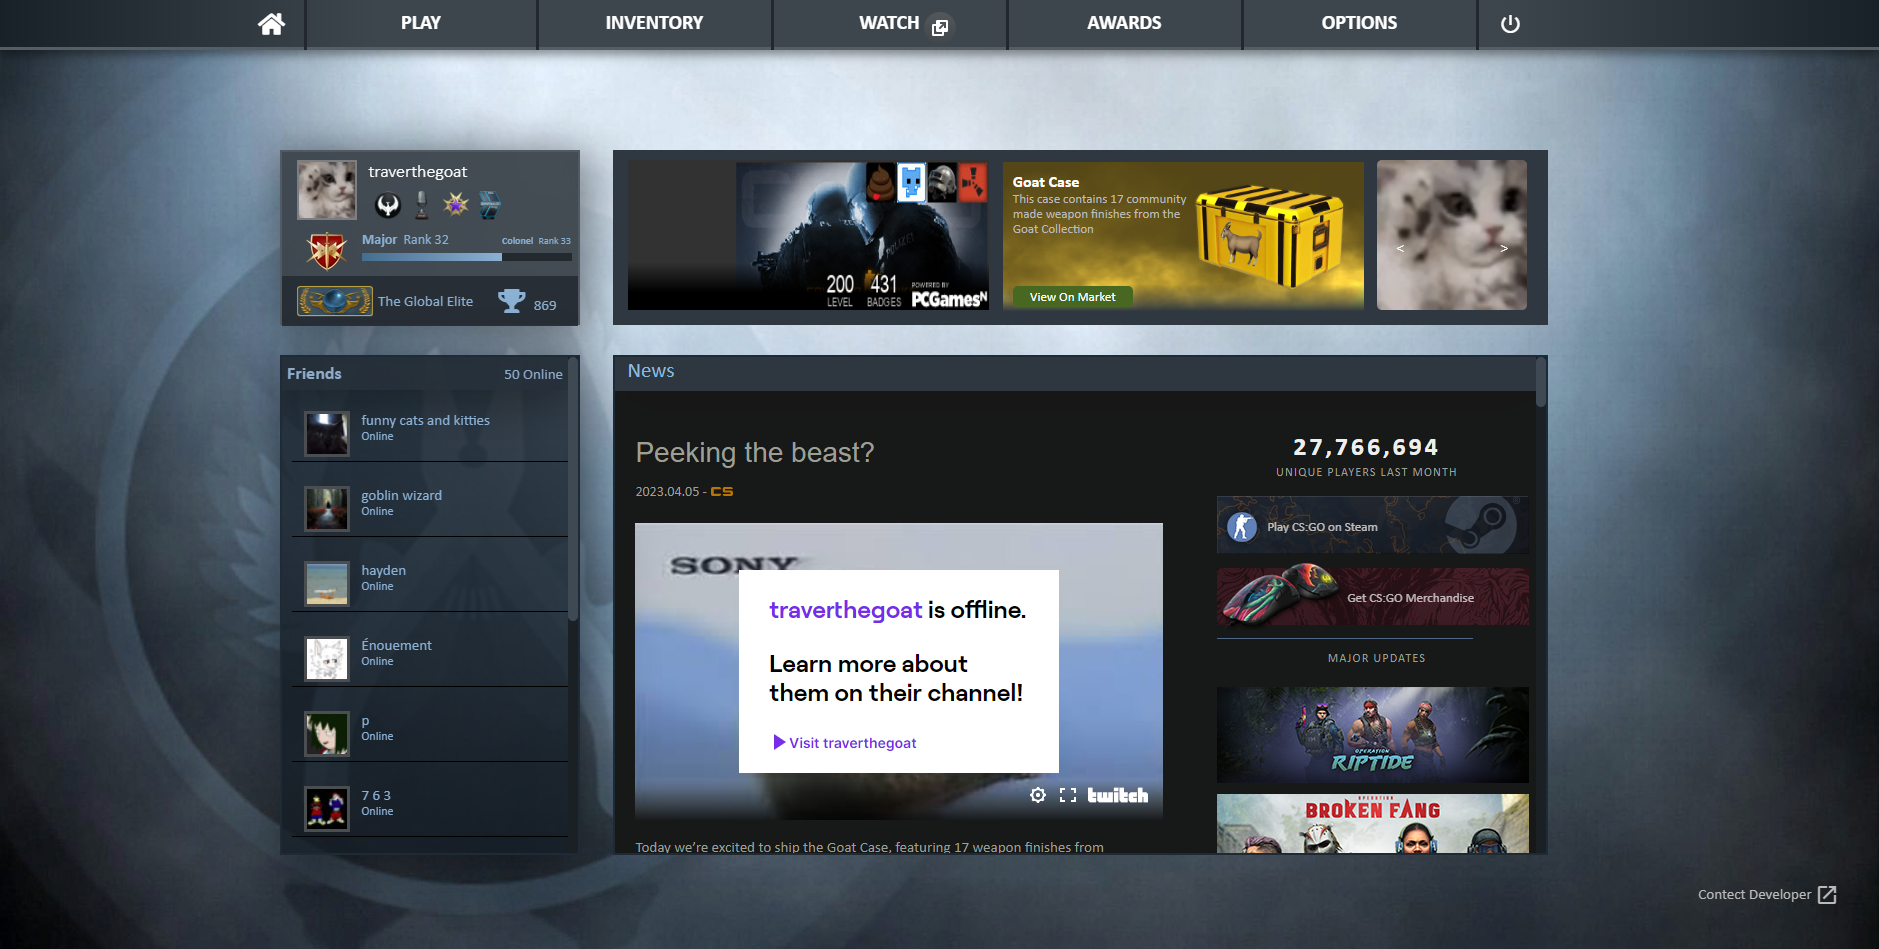 PLAY
INVENTORY
WATCH
AWARDS
OPTIONS
traverthegoat
Major Rank 32
Colonel Rank 33
The Global Elite
869
POLIZEI
200
LEVEL
431
BADGES
POWERED BY
PCGamesN
Goat Case
This case contains 17 community
made weapon finishes from the
Goat Collection
View On Market
<
>
Friends
50 Online
funny cats and kitties
Online
goblin wizard
Online
hayden
Online
Énouement
Online
p
Online
7 6 3
Online
News
Peeking the beast?
2023.04.05 - CS
SONY
traverthegoat is offline.
Learn more about
them on their channel!
Visit traverthegoat
twitch
Today we're excited to ship the Goat Case, featuring 17 weapon finishes from
27,766,694
UNIQUE PLAYERS LAST MONTH
Play CS:GO on Steam
Get CS:GO Merchandise
MAJOR UPDATES
OPERATION
RIPTIDE
OPERATION
BROKEN FANG
Contect Developer